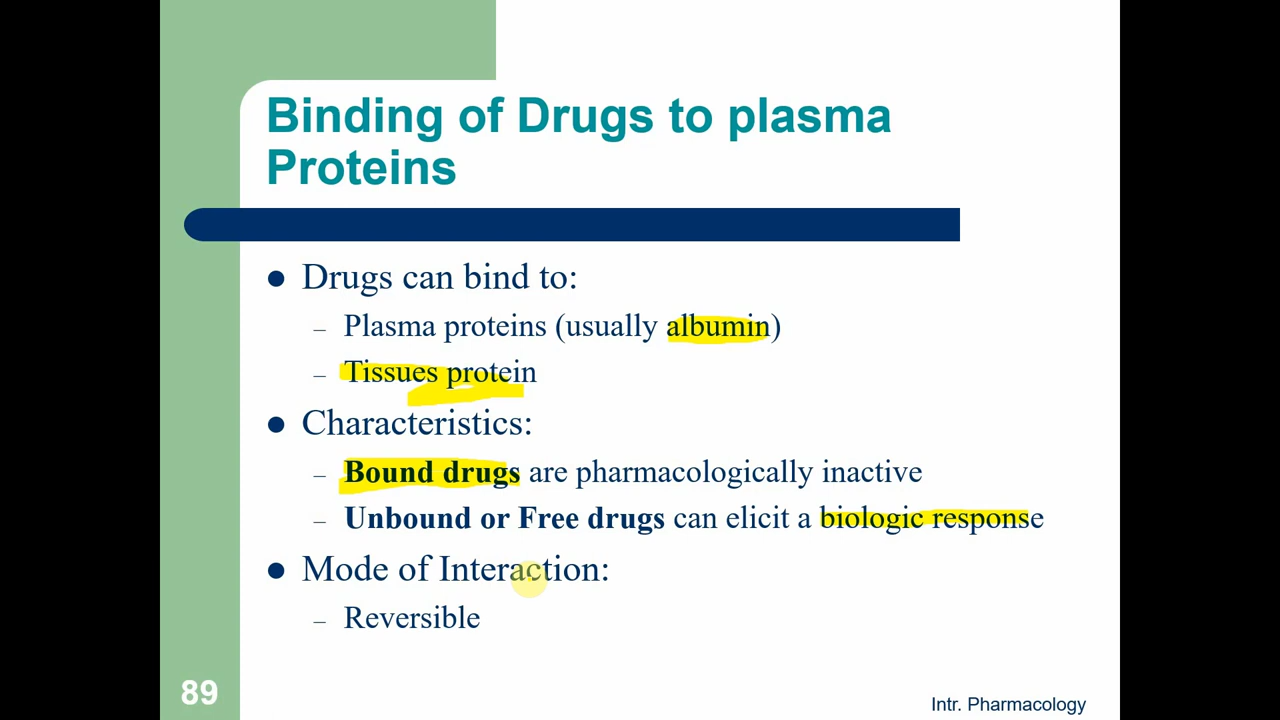 Binding of Drugs to plasma
Proteins
● Drugs can bind to:
– Plasma proteins (usually albumin)
– Tissues protein
● Characteristics:
– Bound drugs are pharmacologically inactive
– Unbound or Free drugs can elicit a biologic response
● Mode of Interaction:
– Reversible
89
Intr. Pharmacology